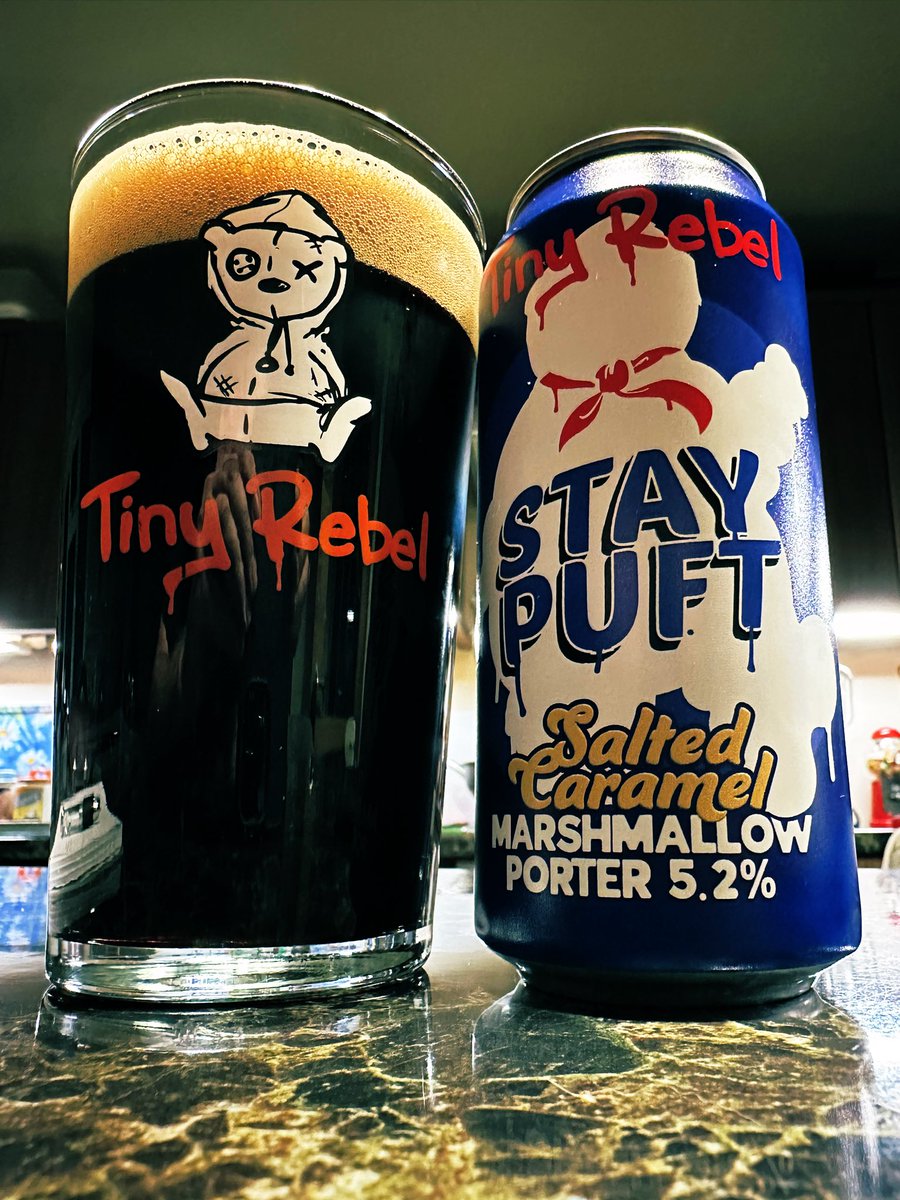 Tiny Rebel
Tiny Rebel
STAY
PUFT
Salted
Caramel
MARSHMALLOW
PORTER 5.2%